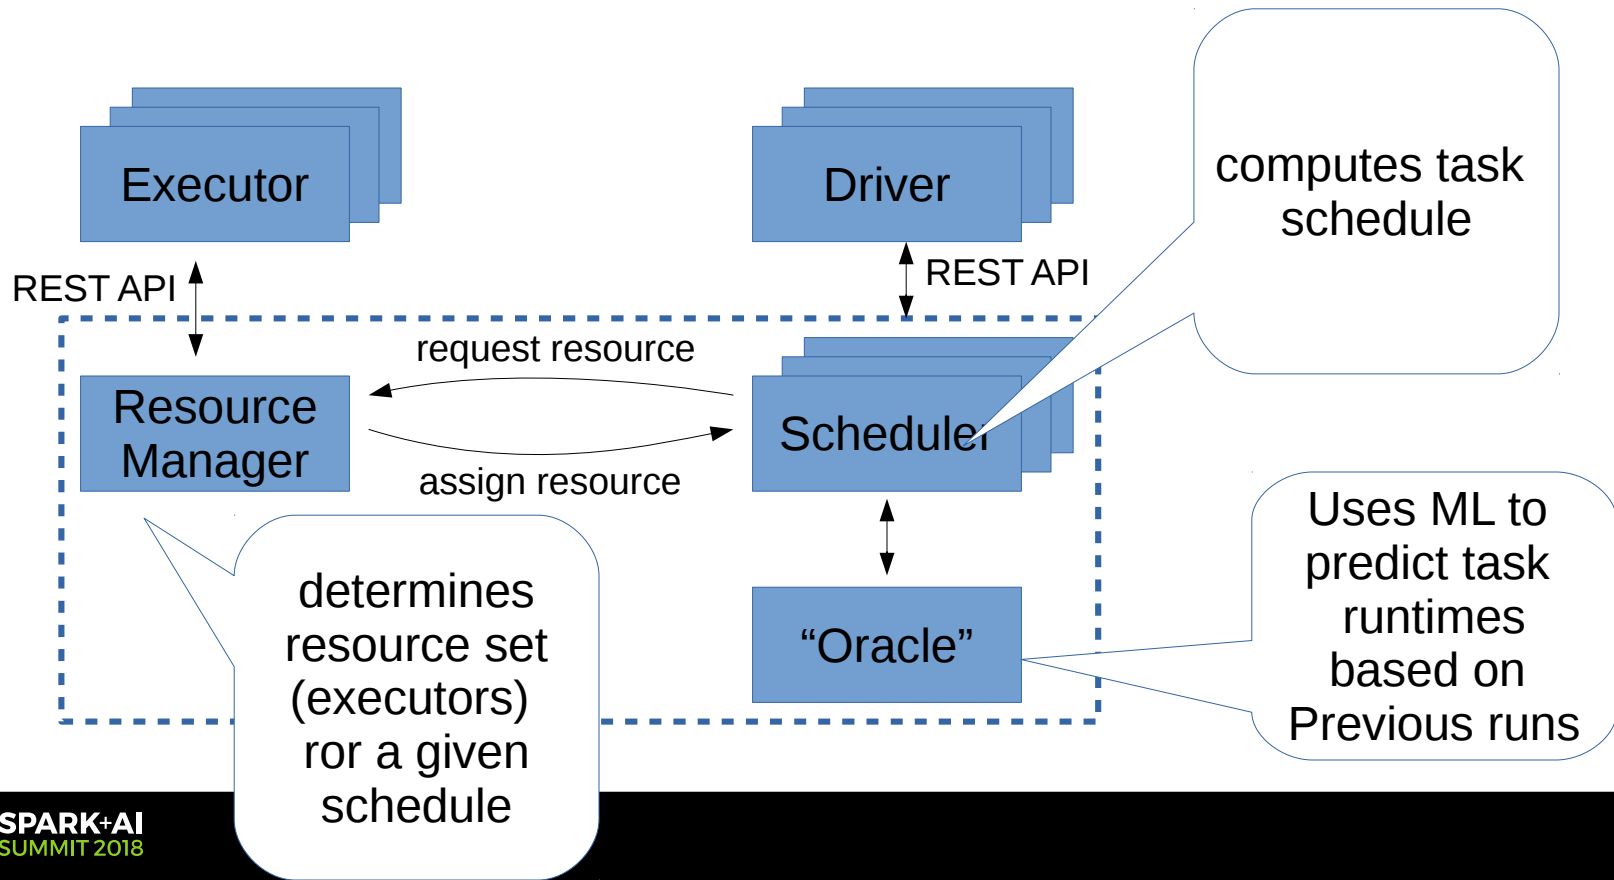 Executor
Driver
computes task
schedule
REST API
REST API
request resource
Resource
Manager
Scheduler
assign resource
determines
resource set
(executors)
ror a given
schedule
“Oracle”
Uses ML to
predict task
runtimes
based on
Previous runs
SPARK+AI
SUMMIT 2018